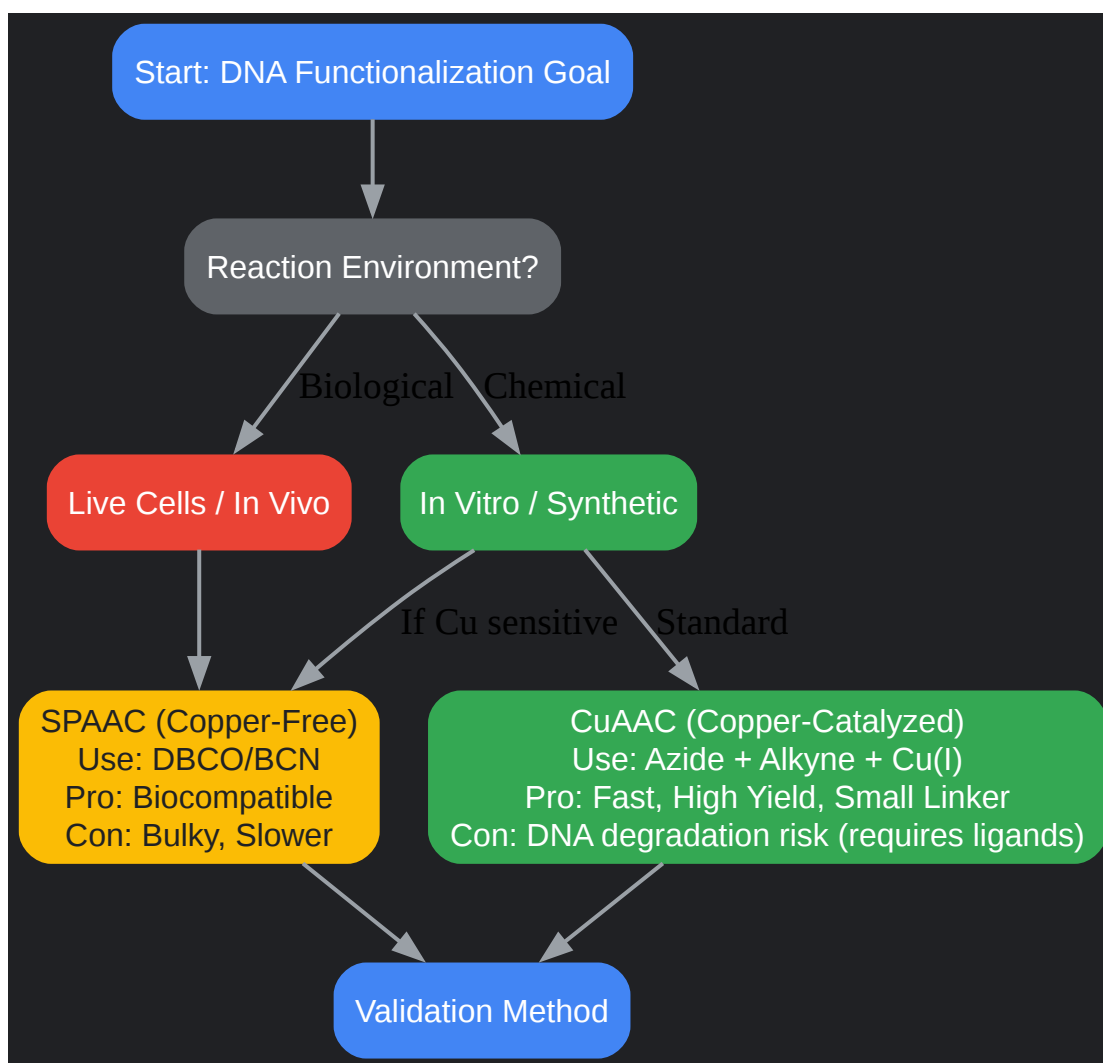 Start: DNA Functionalization Goal
Reaction Environment?
Biological
Chemical
Live Cells / In Vivo
In Vitro / Synthetic
If Cu sensitive
Standard
SPAAC (Copper-Free)
Use: DBCO/BCN
Pro: Biocompatible
Con: Bulky, Slower
CuAAC (Copper-Catalyzed)
Use: Azide + Alkyne + Cu(I)
Pro: Fast, High Yield, Small Linker
Con: DNA degradation risk (requires ligands)
Validation Method